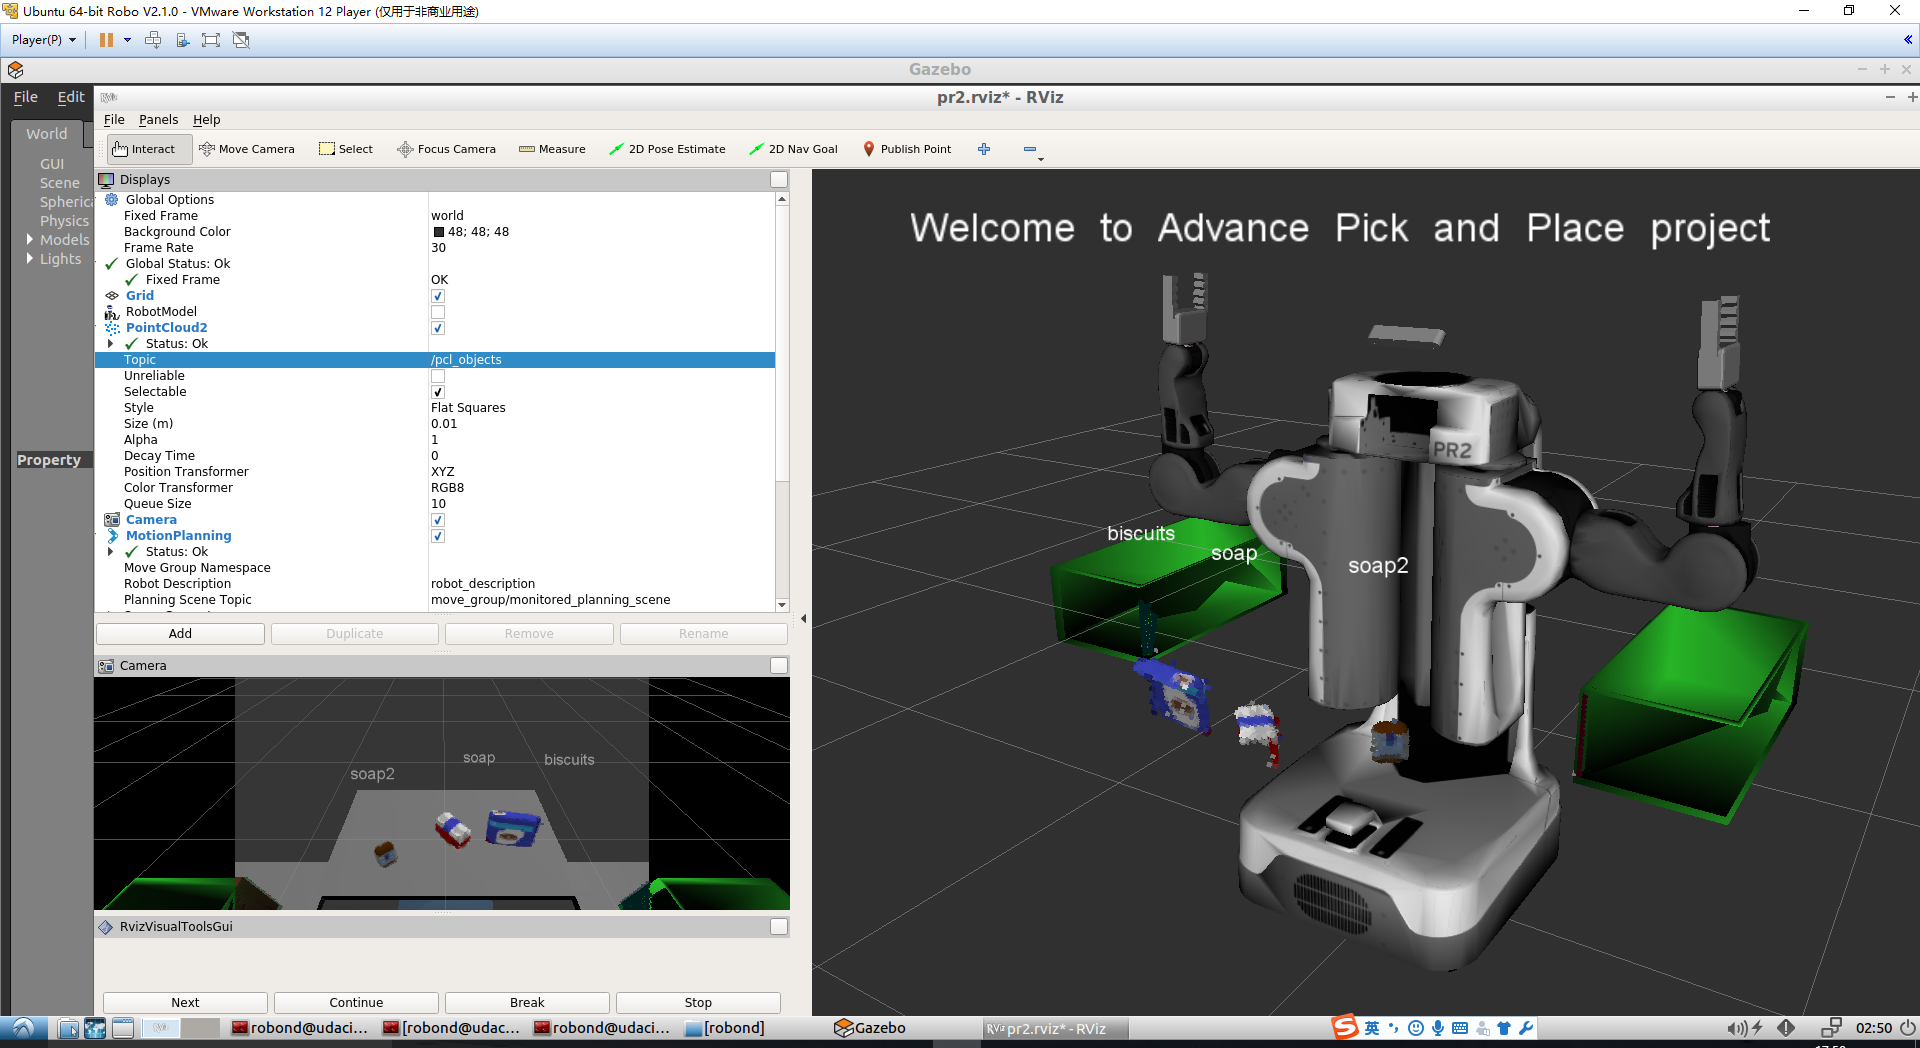 Ubuntu 64-bit Robo V2.1.0 - VMware Workstation 12 Player (仅用于非商业用途)
Player(P)
Gazebo
File Edit
pr2.rviz* - RViz
File Panels Help
World
Interact Move Camera Select Focus Camera Measure 2D Pose Estimate 2D Nav Goal Publish Point
GUI
Scene
Spheric
Physics
Models
Lights
Property
Displays
Global Options
Fixed Frame world
Background Color 48; 48; 48
Frame Rate 30
Global Status: Ok
Fixed Frame OK
Grid
RobotModel
PointCloud2
Status: Ok
Topic /pcl_objects
Unreliable
Selectable
Style Flat Squares
Size (m) 0.01
Alpha 1
Decay Time 0
Position Transformer XYZ
Color Transformer RGB8
Queue Size 10
Camera
MotionPlanning
Status: Ok
Move Group Namespace
Robot Description robot_description
Planning Scene Topic move_group/monitored_planning_scene
Add Duplicate Remove Rename
Camera
soap2 soap biscuits
RvizVisualToolsGui
Next Continue Break Stop
Welcome to Advance Pick and Place project
PR2
biscuits
soap
soap2
robond@udaci... [robond@udac... robond@udaci... [robond] Gazebo pr2.rviz* - RViz 英 02:50